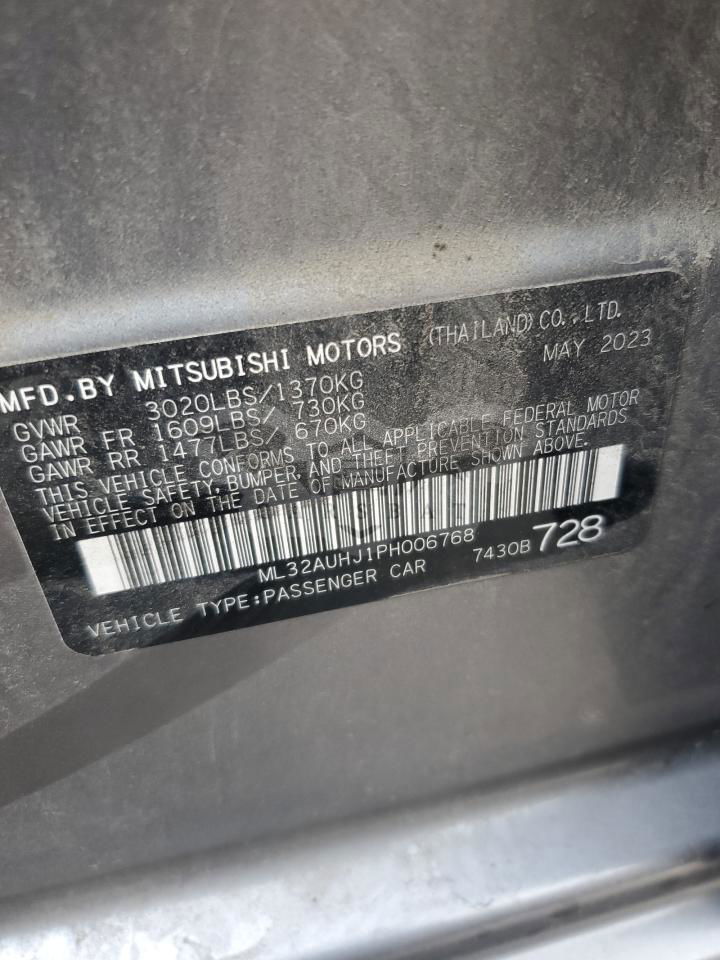 MFD.BY MITSUBISHI MOTORS (THAILAND) CO.,LTD.
MAY 2023
GVWR 3020LBS/1370KG
GAWR FR 1609LBS/ 730KG
GAWR RR 1477LBS/ 670KG
THIS VEHICLE CONFORMS TO ALL APPLICABLE FEDERAL MOTOR
VEHICLE SAFETY, BUMPER, AND THEFT PREVENTION STANDARDS
IN EFFECT ON THE DATE OF MANUFACTURE SHOWN ABOVE.
ML32AUHJ1PH006768 7430B 728
VEHICLE TYPE:PASSENGER CAR